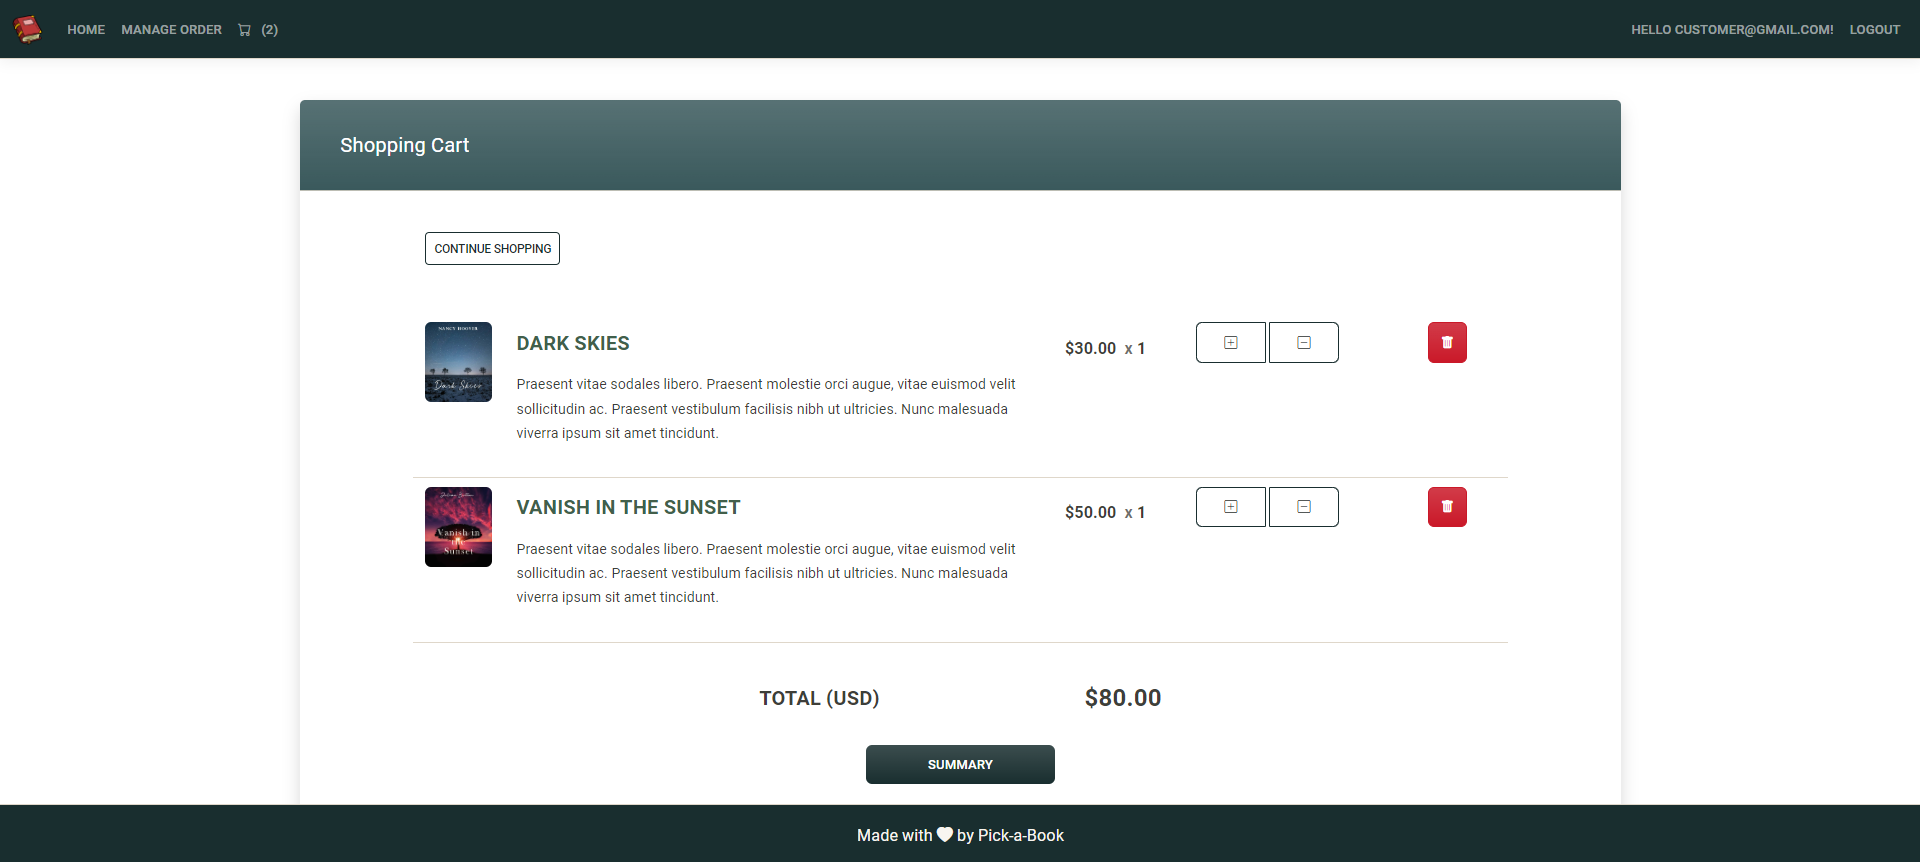 HOME MANAGE ORDER (2) HELLO CUSTOMER@GMAIL.COM! LOGOUT
Shopping Cart
CONTINUE SHOPPING
NANCY HOOVER
Dark Skies
DARK SKIES
$30.00 x 1
Praesent vitae sodales libero. Praesent molestie orci augue, vitae euismod velit
sollicitudin ac. Praesent vestibulum facilisis nibh ut ultricies. Nunc malesuada
viverra ipsum sit amet tincidunt.
Vanish in
the
Sunset
VANISH IN THE SUNSET
$50.00 x 1
Praesent vitae sodales libero. Praesent molestie orci augue, vitae euismod velit
sollicitudin ac. Praesent vestibulum facilisis nibh ut ultricies. Nunc malesuada
viverra ipsum sit amet tincidunt.
TOTAL (USD) $80.00
SUMMARY
Made with by Pick-a-Book